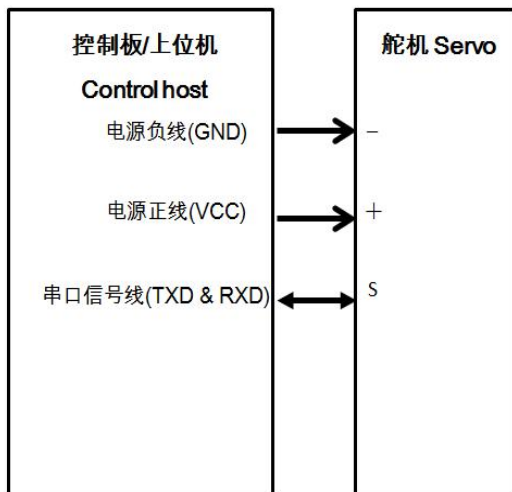 控制板/上位机
舵机 Servo
Control host
电源负线(GND)
−
电源正线(VCC)
+
串口信号线(TXD & RXD)
S